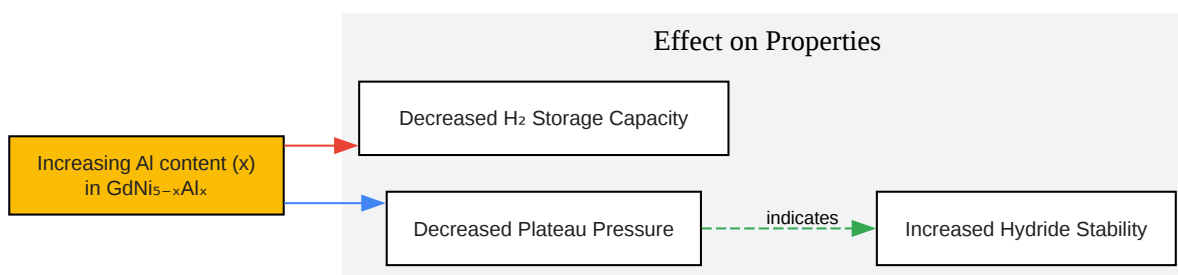 Effect on Properties
Decreased H₂ Storage Capacity
Increasing Al content (x)
in GdNi₅₋ₓAlₓ
Decreased Plateau Pressure
indicates
Increased Hydride Stability